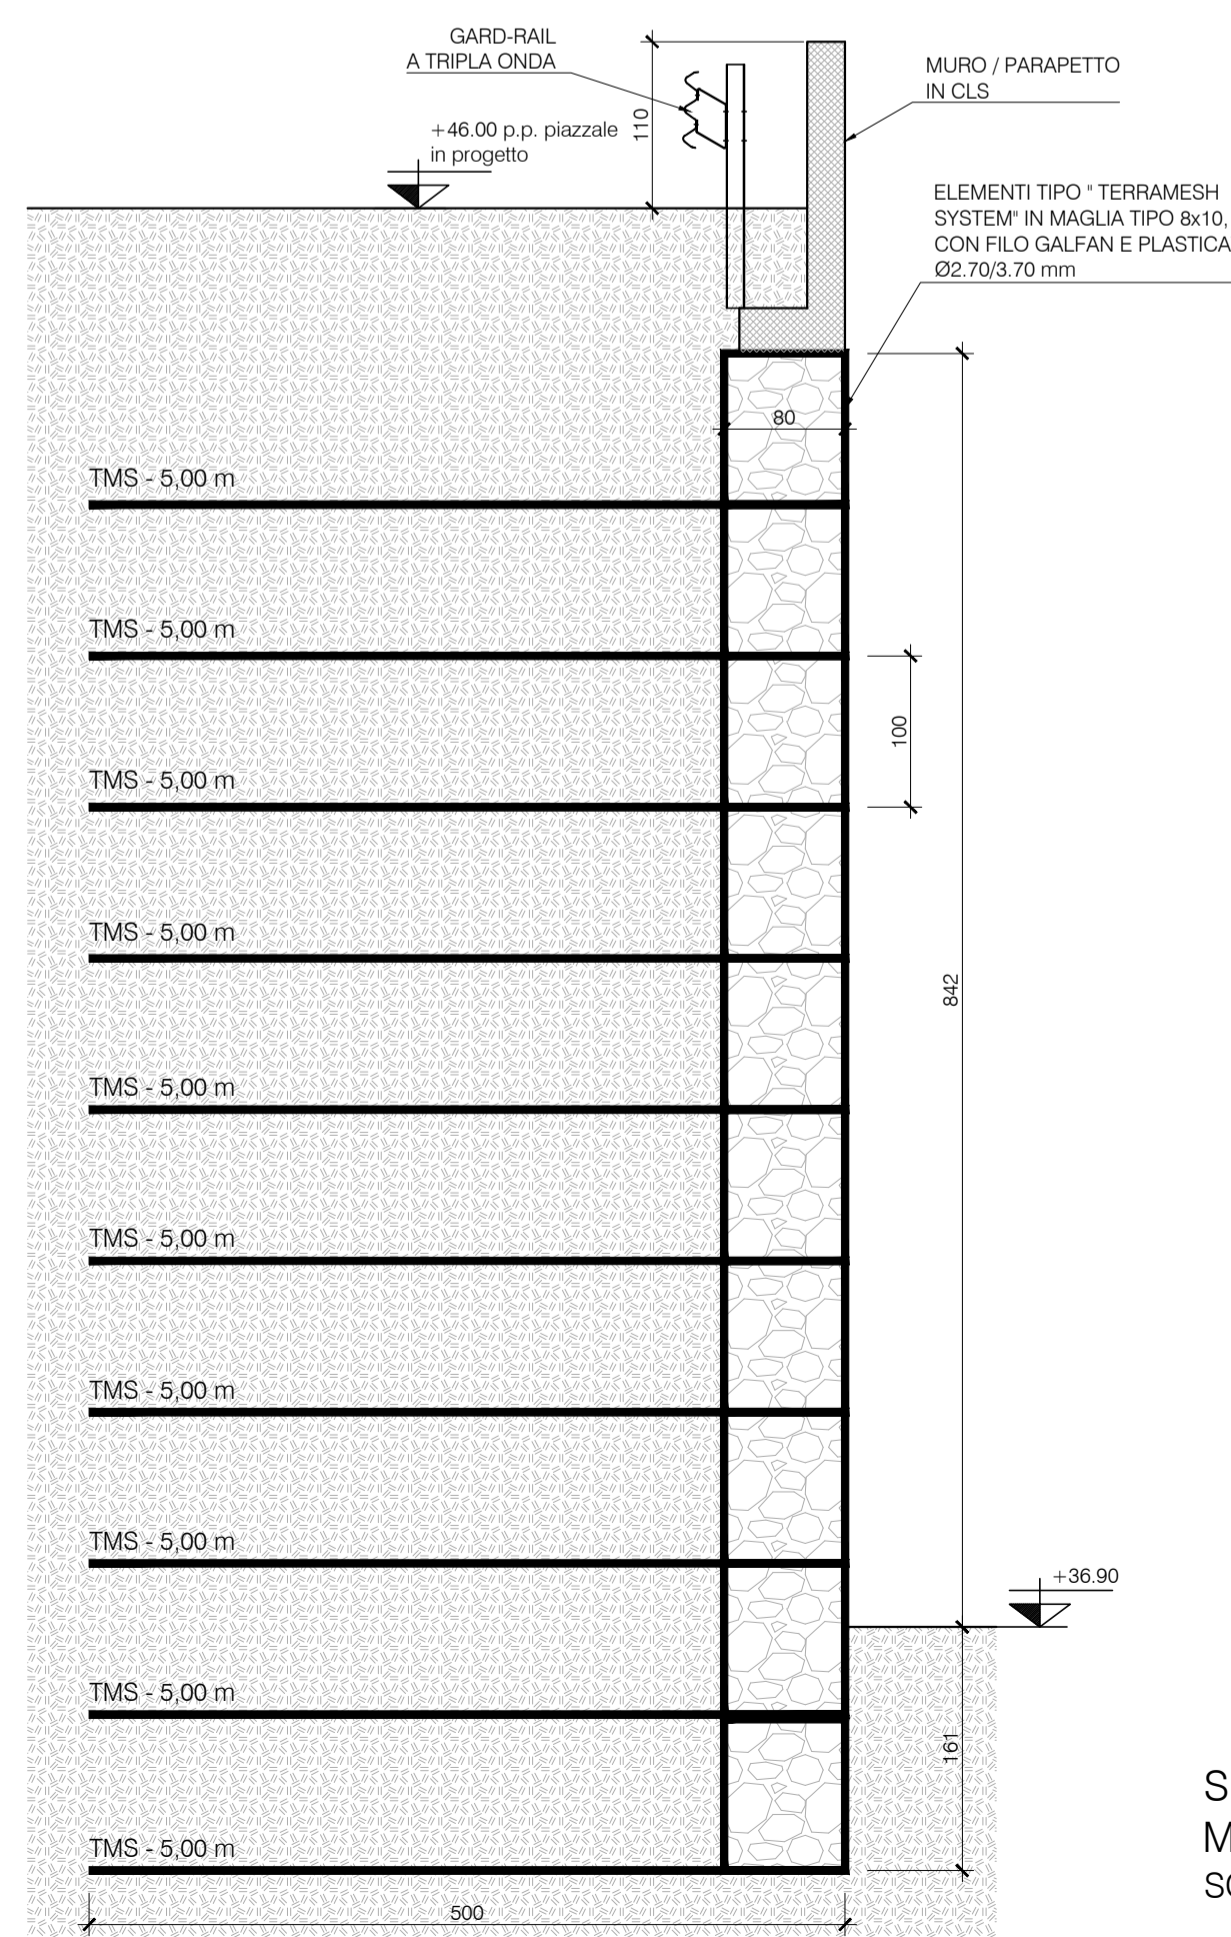 GARD-RAIL
A TRIPLA ONDA
+46.00 p.p. piazzale
in progetto
110
MURO / PARAPETTO
IN CLS
ELEMENTI TIPO " TERRAMESH
SYSTEM" IN MAGLIA TIPO 8x10,
CON FILO GALFAN E PLASTICA
Ø2.70/3.70 mm
80
TMS - 5,00 m
TMS - 5,00 m
100
TMS - 5,00 m
TMS - 5,00 m
842
TMS - 5,00 m
TMS - 5,00 m
TMS - 5,00 m
TMS - 5,00 m
+36.90
TMS - 5,00 m
161
S
M
TMS - 5,00 m
500